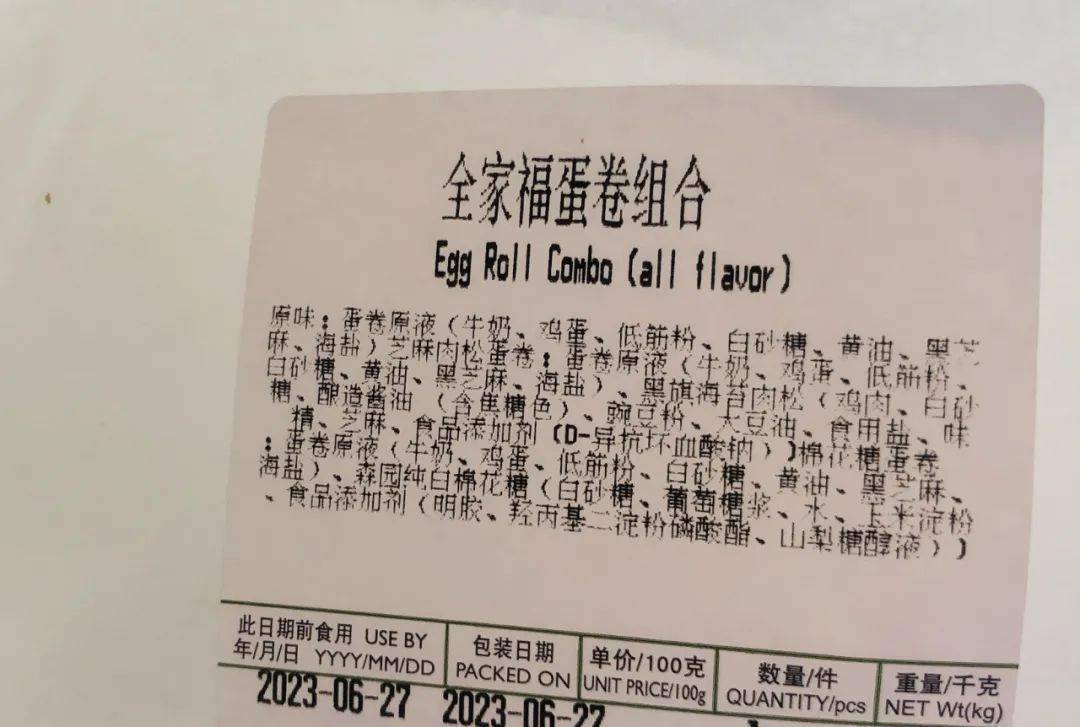 全家福蛋卷组合
Egg Roll Combo (all flavor)
原味：蛋卷原液（牛奶、鸡蛋、低筋粉、白砂糖、黄油、黑芝
麻、海盐）芝麻肉松蛋卷：蛋卷原液（牛奶、鸡蛋、低筋粉、
白砂糖、黄油、黑芝麻、海盐）、黑旗海苔肉松（鸡肉、白砂
糖、酿造酱油（含焦糖色）、豌豆粉、大豆油、食用盐、味
精、芝麻、食品添加剂（D-异抗坏血酸钠））棉花糖蛋卷
：蛋卷原液（牛奶、鸡蛋、低筋粉、白砂糖、黄油、黑芝麻、
海盐）、森园纯白棉花糖（白砂糖、葡萄糖浆、水、玉米淀粉
、食品添加剂（明胶、羟丙基二淀粉磷酸酯、山梨糖醇液））
此日期前食用 USE BY
年/月/日 YYYY/MM/DD
包装日期
PACKED ON
单价/100克
UNIT PRICE/100g
数量/件
QUANTITY/pcs
重量/千克
NET Wt(kg)
2023-06-27 2023-06-27